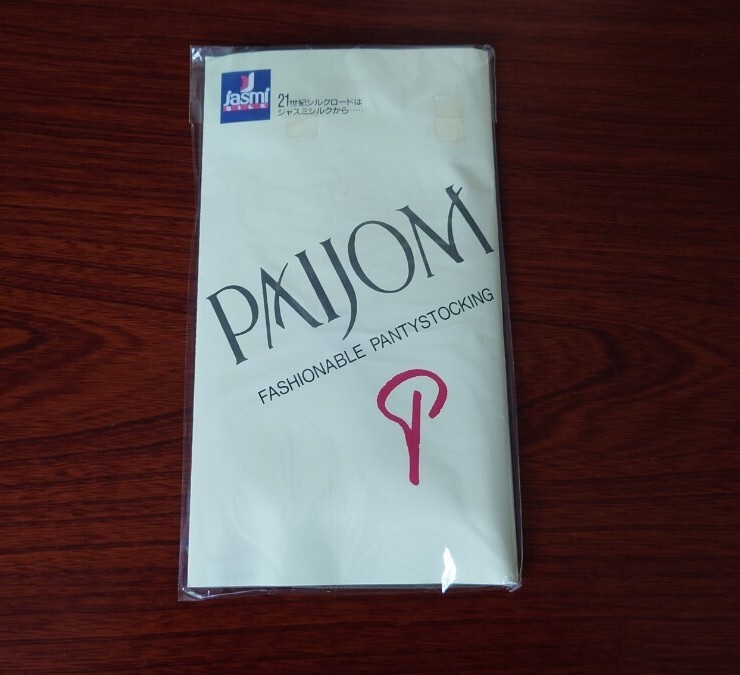 jasmi
SILK
21世紀シルクロードは
ジャスミシルクから……
PAIJOM
FASHIONABLE PANTYSTOCKING
P